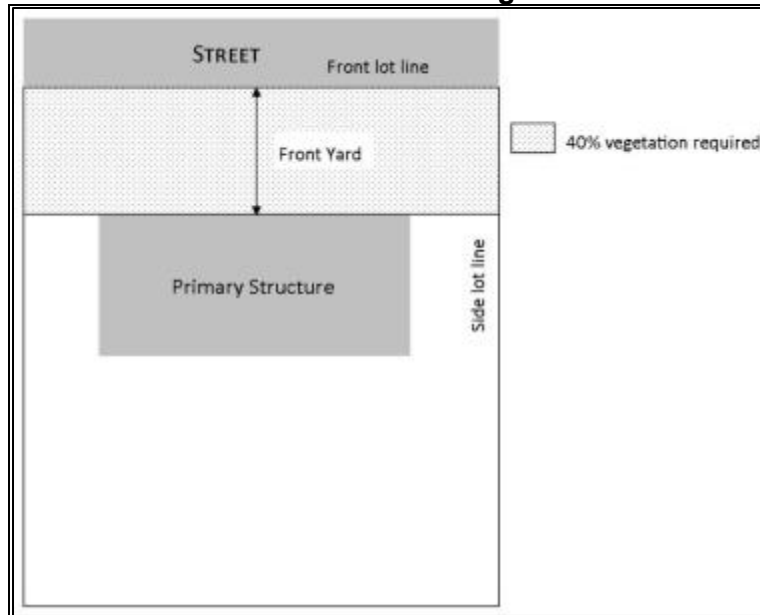 STREET
Front lot line
Front Yard
40% vegetation required
Primary Structure
Side lot line